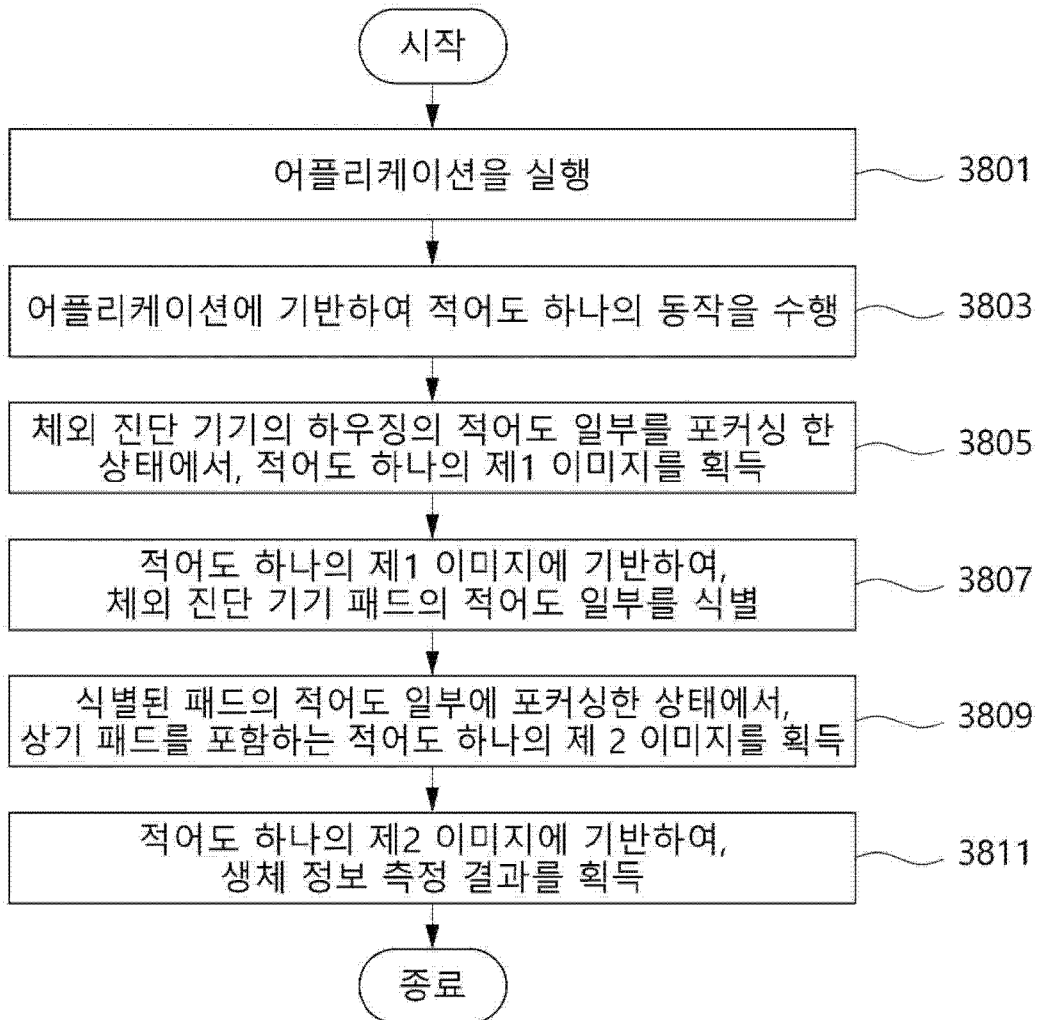 시작
어플리케이션을 실행
3801
어플리케이션에 기반하여 적어도 하나의 동작을 수행
3803
체외 진단 기기의 하우징의 적어도 일부를 포커싱 한
상태에서, 적어도 하나의 제1 이미지를 획득
3805
적어도 하나의 제1 이미지에 기반하여,
체외 진단 기기 패드의 적어도 일부를 식별
3807
식별된 패드의 적어도 일부에 포커싱한 상태에서,
상기 패드를 포함하는 적어도 하나의 제 2 이미지를 획득
3809
적어도 하나의 제2 이미지에 기반하여,
생체 정보 측정 결과를 획득
3811
종료